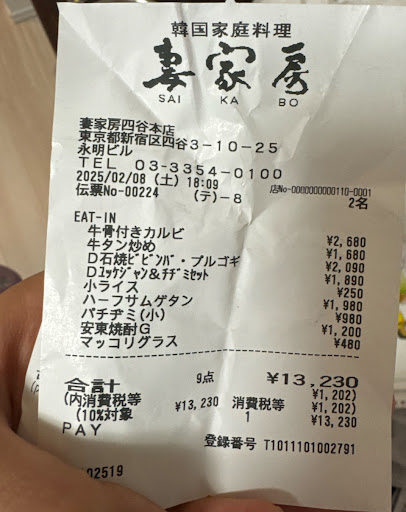 韓国家庭料理
妻家房
SAI KA BO
妻家房四谷本店
東京都新宿区四谷3-10-25
永明ビル
TEL 03-3354-0100
2025/02/08 (土) 18:09 店No-0000000000110-0001
伝票No-00224 (テ)-8 2名
EAT-IN
牛骨付きカルビ ¥2,680
牛タン炒め ¥1,680
D石焼ビビンバ・プルコギ ¥2,090
Dユッケジャン&チヂミセット ¥1,890
小ライス ¥250
ハーフサムゲタン ¥1,980
パチヂミ(小) ¥980
安東焼酎G ¥1,200
マッコリグラス ¥480
合計 9点 ¥13,230
(内消費税等 ¥1,202)
(10%対象 ¥13,230 消費税等 ¥1,202)
PAY 1
登録番号 T1011101002791
02519